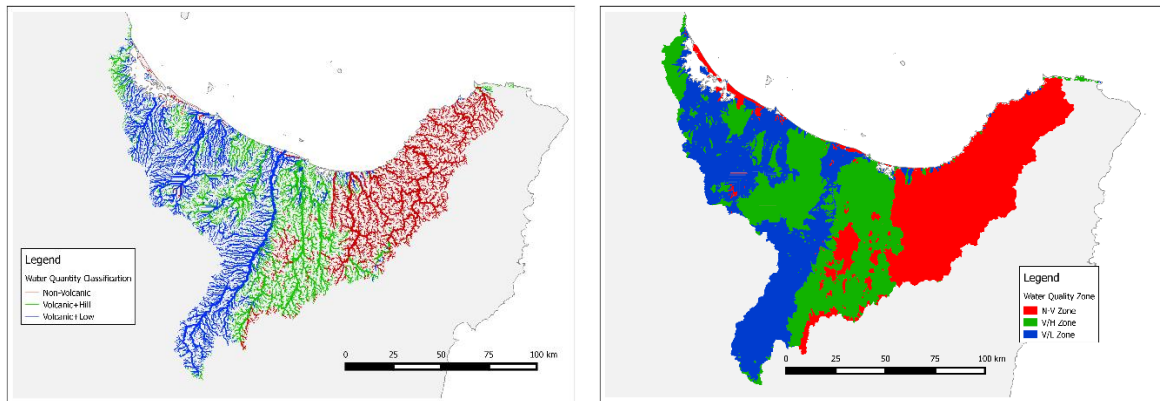 Legend
Water Quantity Classification
Non-Volcanic
Volcanic+Hill
Volcanic+Low
0 25 50 75 100 km
Legend
Water Quality Zone
N-V Zone
V/H Zone
V/L Zone
0 25 50 75 100 km